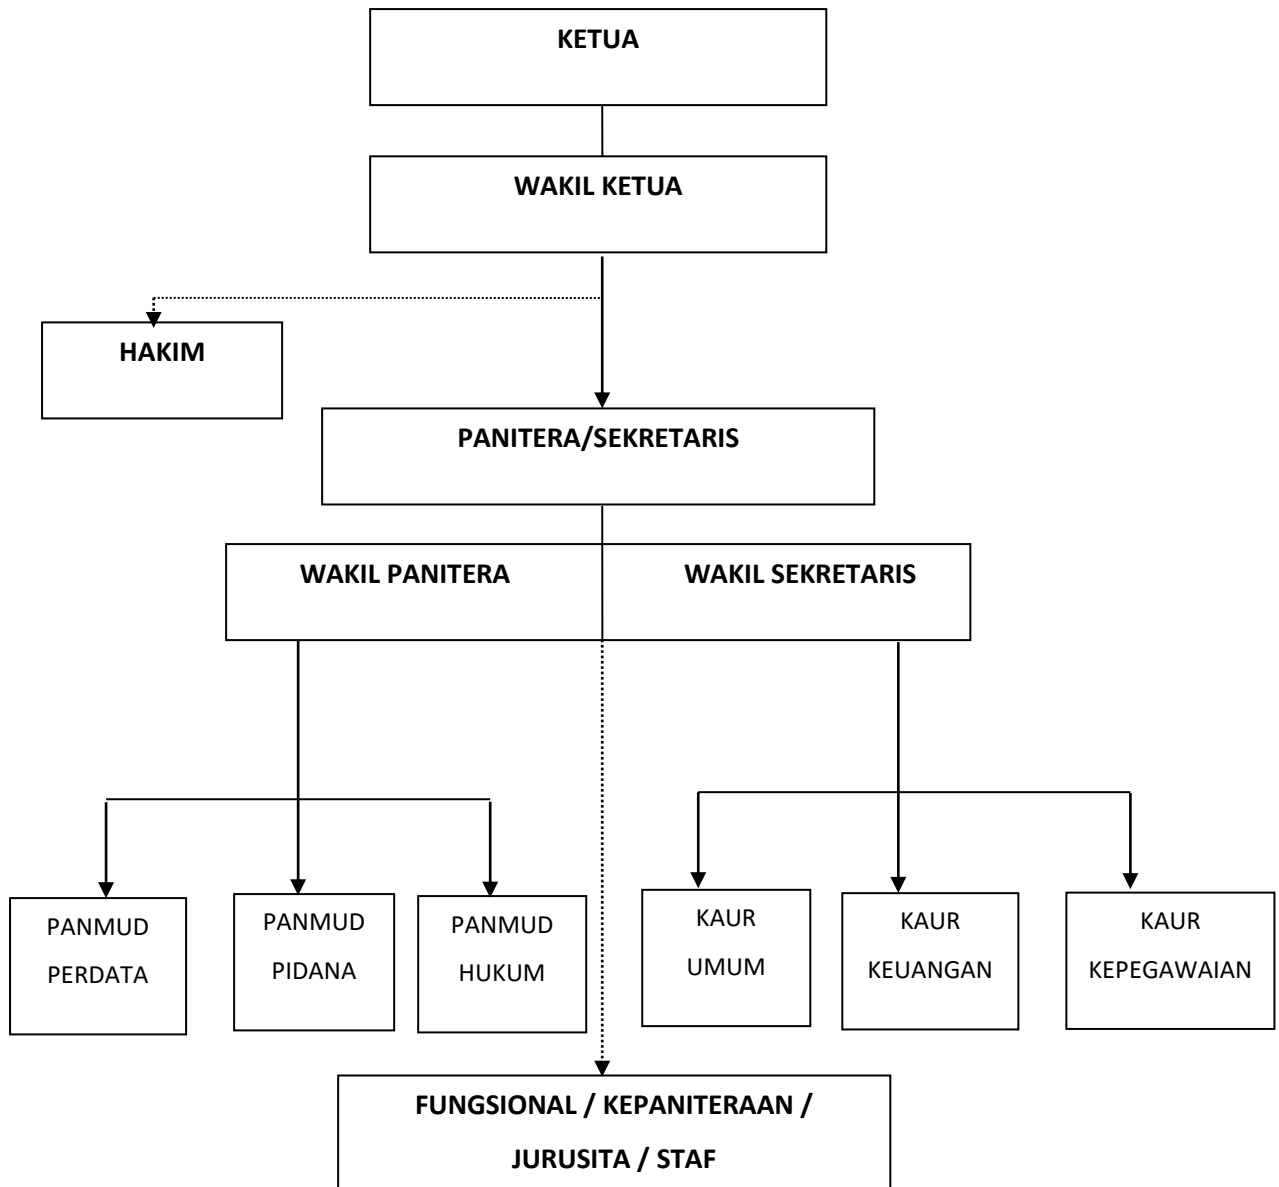 KETUA
WAKIL KETUA
HAKIM
PANITERA/SEKRETARIS
WAKIL PANITERA
WAKIL SEKRETARIS
PANMUD
PERDATA
PANMUD
PIDANA
PANMUD
HUKUM
KAUR
UMUM
KAUR
KEUANGAN
KAUR
KEPEGAWAIAN
FUNGSIONAL / KEPANITERAAN /
JURUSITA / STAF